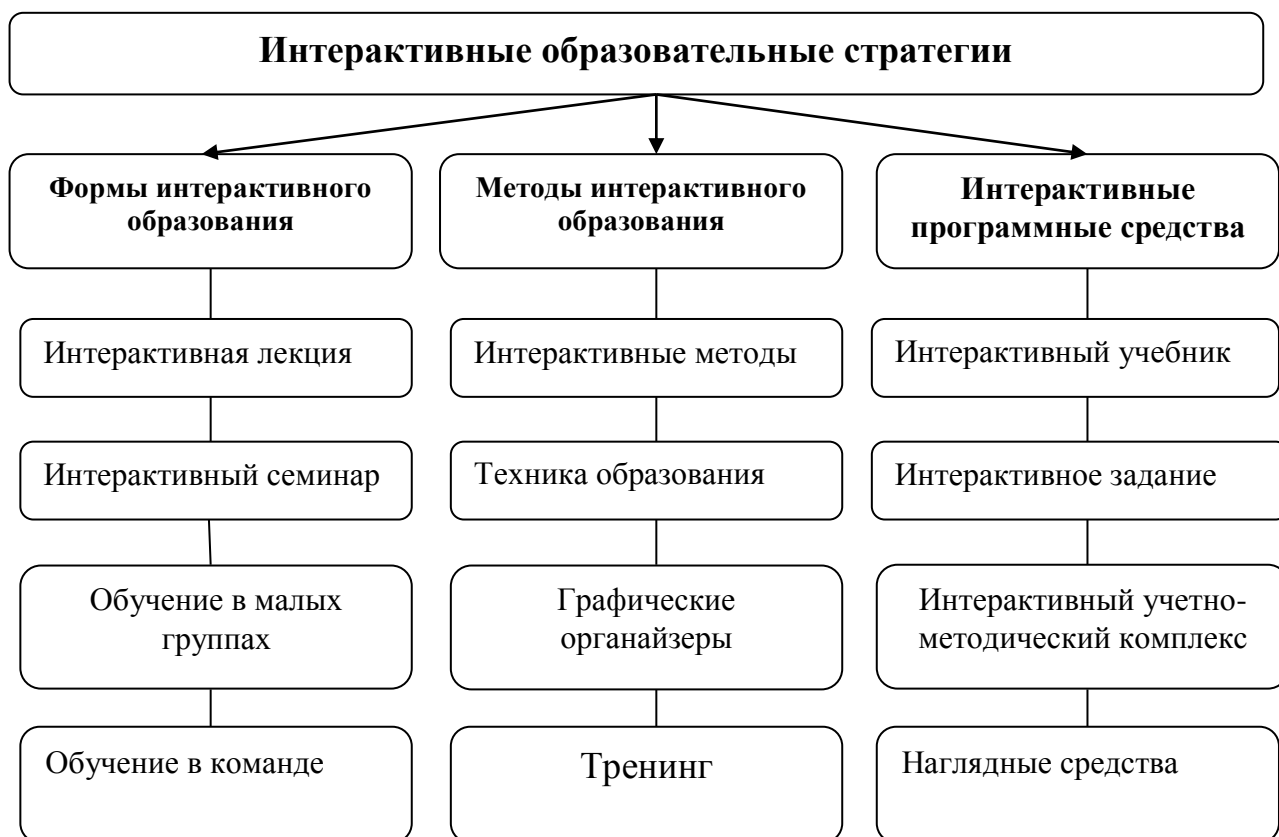 Интерактивные образовательные стратегии
Формы интерактивного
образования
Методы интерактивного
образования
Интерактивные
программные средства
Интерактивная лекция
Интерактивные методы
Интерактивный учебник
Интерактивный семинар
Техника образования
Интерактивное задание
Обучение в малых
группах
Графические
органайзеры
Интерактивный учетно-
методический комплекс
Обучение в команде
Тренинг
Наглядные средства